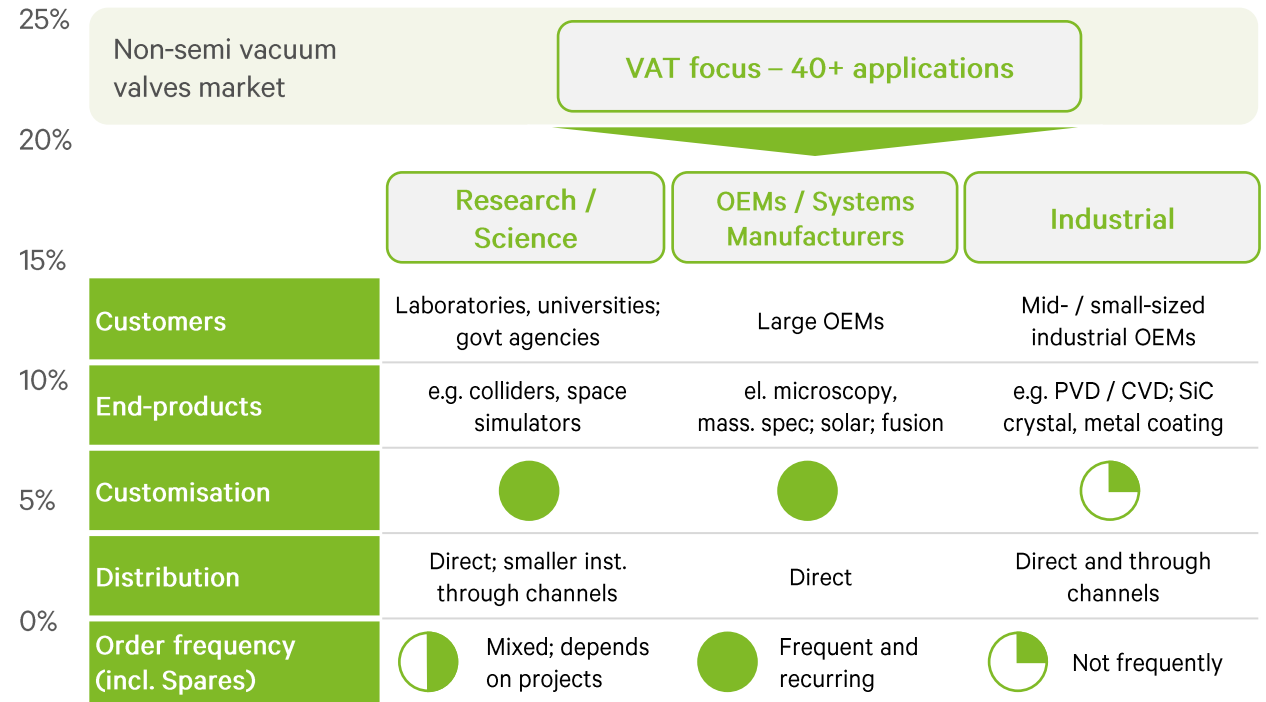 25%
Non-semi vacuum
valves market
VAT focus – 40+ applications
20%
Research /
Science
OEMs / Systems
Manufacturers
Industrial
15%
Customers
Laboratories, universities;
govt agencies
Large OEMs
Mid- / small-sized
industrial OEMs
10%
End-products
e.g. colliders, space
simulators
el. microscopy,
mass. spec; solar; fusion
e.g. PVD / CVD; SiC
crystal, metal coating
5%
Customisation
Distribution
Direct; smaller inst.
through channels
Direct
Direct and through
channels
0%
Order frequency
(incl. Spares)
Mixed; depends
on projects
Frequent and
recurring
Not frequently